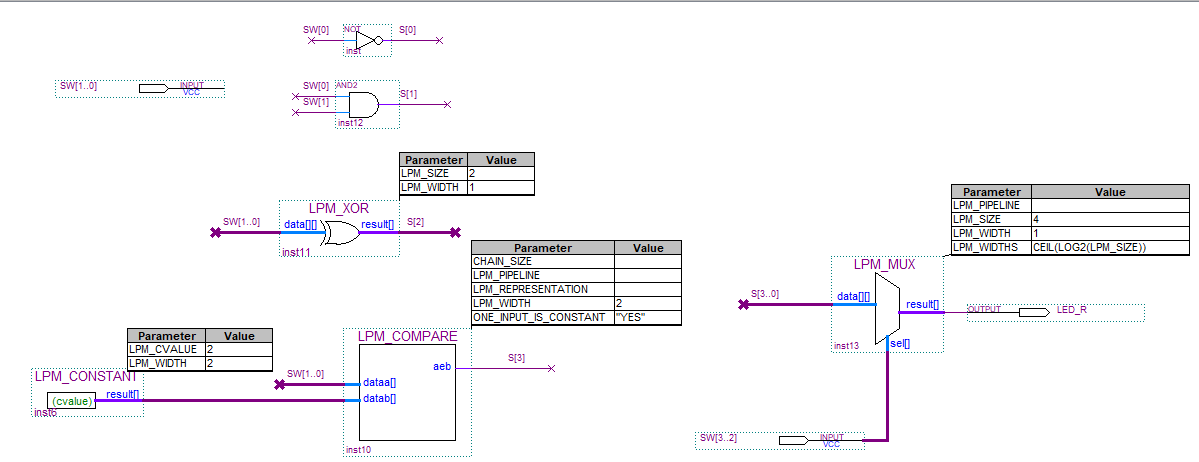 SW[0] NOT S[0]
inst
SW[1..0] INPUT
VCC
SW[0] AND2 S[1]
SW[1]
inst12
Parameter Value
LPM_SIZE 2
LPM_WIDTH 1
LPM_XOR
SW[1..0] data[][] result[] S[2]
inst11
Parameter Value
CHAIN_SIZE
LPM_PIPELINE
LPM_REPRESENTATION
LPM_WIDTH 2
ONE_INPUT_IS_CONSTANT "YES"
Parameter Value
LPM_PIPELINE
LPM_SIZE 4
LPM_WIDTH 1
LPM_WIDTHS CEIL(LOG2(LPM_SIZE))
LPM_MUX
S[3..0] data[][] result[] OUTPUT LED_R
inst13 sel[]
Parameter Value
LPM_CVALUE 2
LPM_WIDTH 2
LPM_CONSTANT
(cvalue) result[]
inst6
LPM_COMPARE
aeb S[3]
SW[1..0] dataa[]
datab[]
inst10
SW[3..2] INPUT
VCC